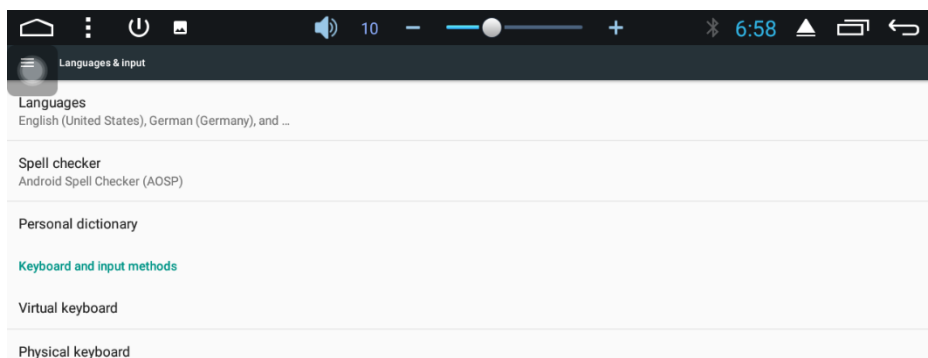 10
6:58
Languages & input
Languages
English (United States), German (Germany), and ...
Spell checker
Android Spell Checker (AOSP)
Personal dictionary
Keyboard and input methods
Virtual keyboard
Physical keyboard